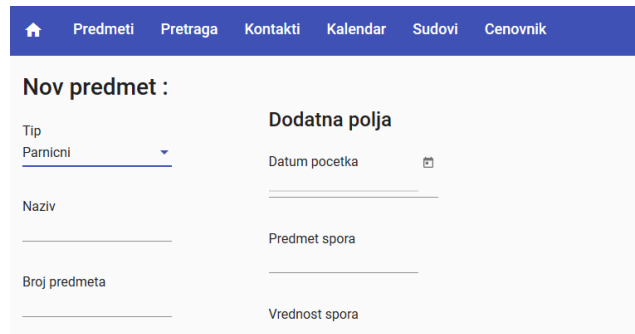 Predmeti Pretraga Kontakti Kalendar Sudovi Cenovnik
Nov predmet :
Tip
Parnicni
Naziv
Broj predmeta
Dodatna polja
Datum pocetka
Predmet spora
Vrednost spora